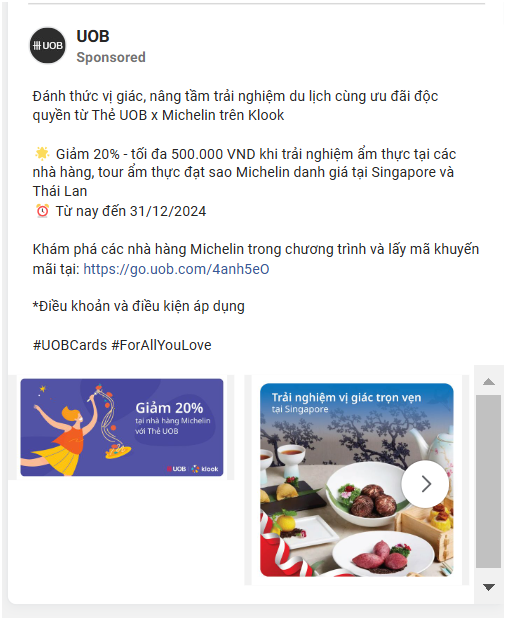 UOB
UOB
Sponsored
Đánh thức vị giác, nâng tầm trải nghiệm du lịch cùng ưu đãi độc
quyền từ Thẻ UOB x Michelin trên Klook
🌟 Giảm 20% - tối đa 500.000 VND khi trải nghiệm ẩm thực tại các
nhà hàng, tour ẩm thực đạt sao Michelin danh giá tại Singapore và
Thái Lan
⏰ Từ nay đến 31/12/2024
Khám phá các nhà hàng Michelin trong chương trình và lấy mã khuyến
mãi tại: https://go.uob.com/4anh5eO
*Điều khoản và điều kiện áp dụng
#UOBCards #ForAllYouLove
Giảm 20%
tại nhà hàng Michelin
với Thẻ UOB
UOB klook
Trải nghiệm vị giác trọn vẹn
tại Singapore